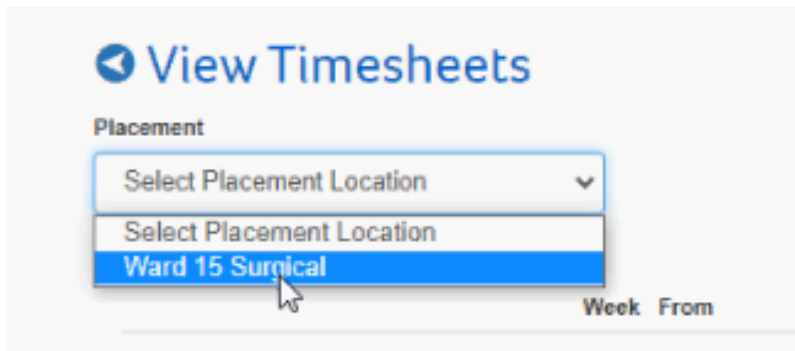 View Timesheets
Placement
Select Placement Location
Select Placement Location
Ward 15 Surgical
Week From